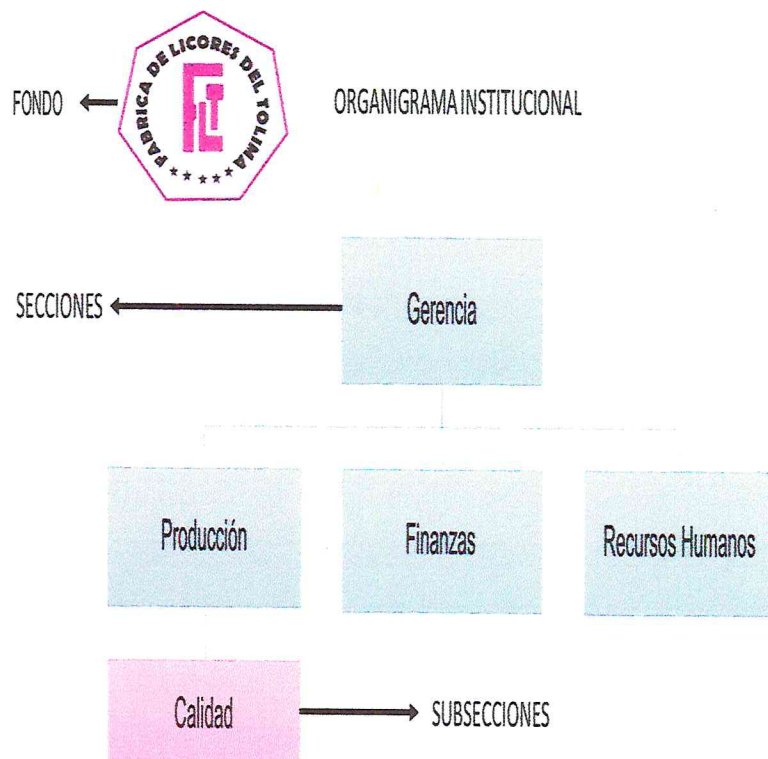 FABRICA DE LICORES DEL TOLIMA
FLT
FONDO
ORGANIGRAMA INSTITUCIONAL
SECCIONES
Gerencia
Producción
Finanzas
Recursos Humanos
Calidad
SUBSECCIONES